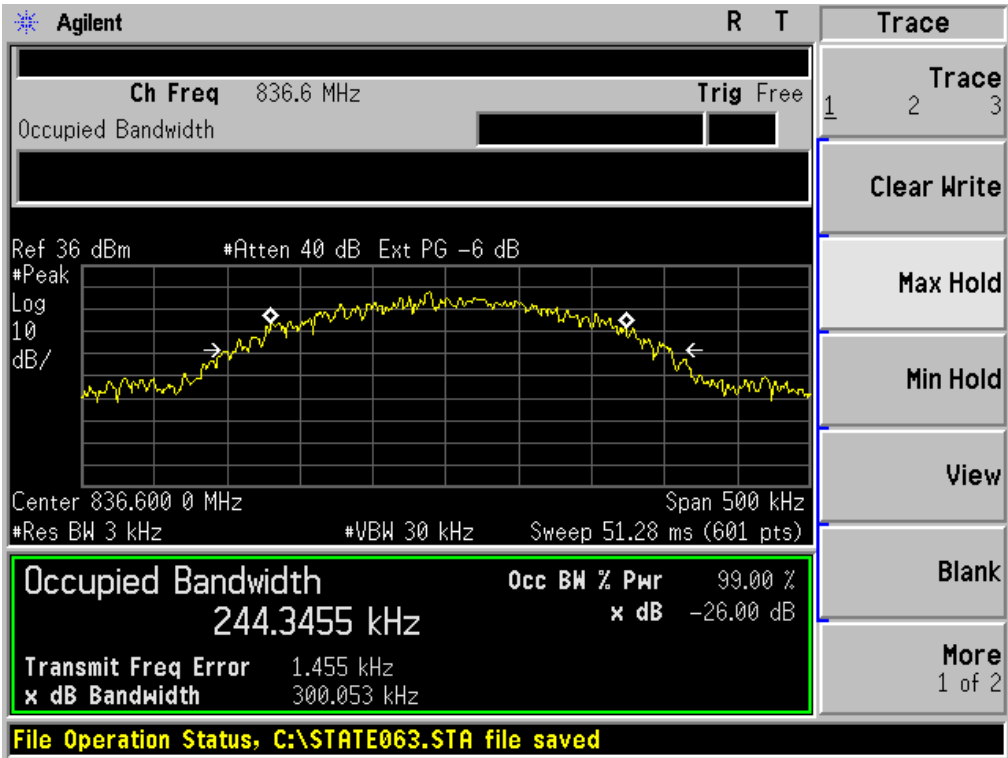 Agilent R T Trace
Ch Freq 836.6 MHz Trig Free
Occupied Bandwidth
Trace
1 2 3
Clear Write
Max Hold
Min Hold
View
Blank
More
1 of 2
Ref 36 dBm #Atten 40 dB Ext PG -6 dB
#Peak
Log
10
dB/
Center 836.600 0 MHz Span 500 kHz
#Res BW 3 kHz #VBW 30 kHz Sweep 51.28 ms (601 pts)
Occupied Bandwidth Occ BW % Pwr 99.00 %
244.3455 kHz x dB -26.00 dB
Transmit Freq Error 1.455 kHz
x dB Bandwidth 300.053 kHz
File Operation Status, C:\STATE063.STA file saved